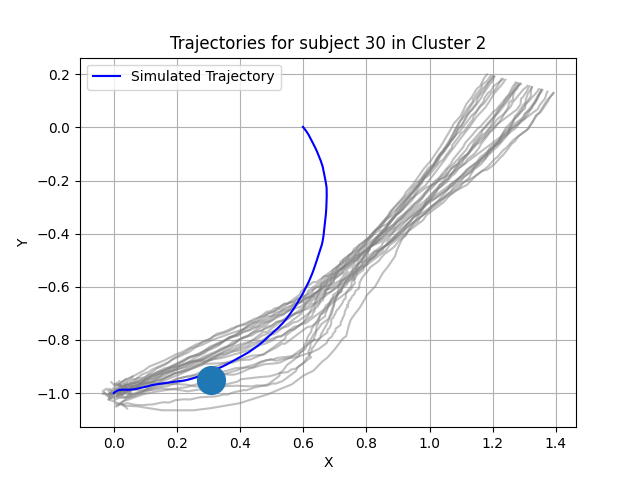 Trajectories for subject 30 in Cluster 2
Simulated Trajectory
0.2
0.0
−0.2
−0.4
−0.6
−0.8
−1.0
Y
0.0 0.2 0.4 0.6 0.8 1.0 1.2 1.4
X